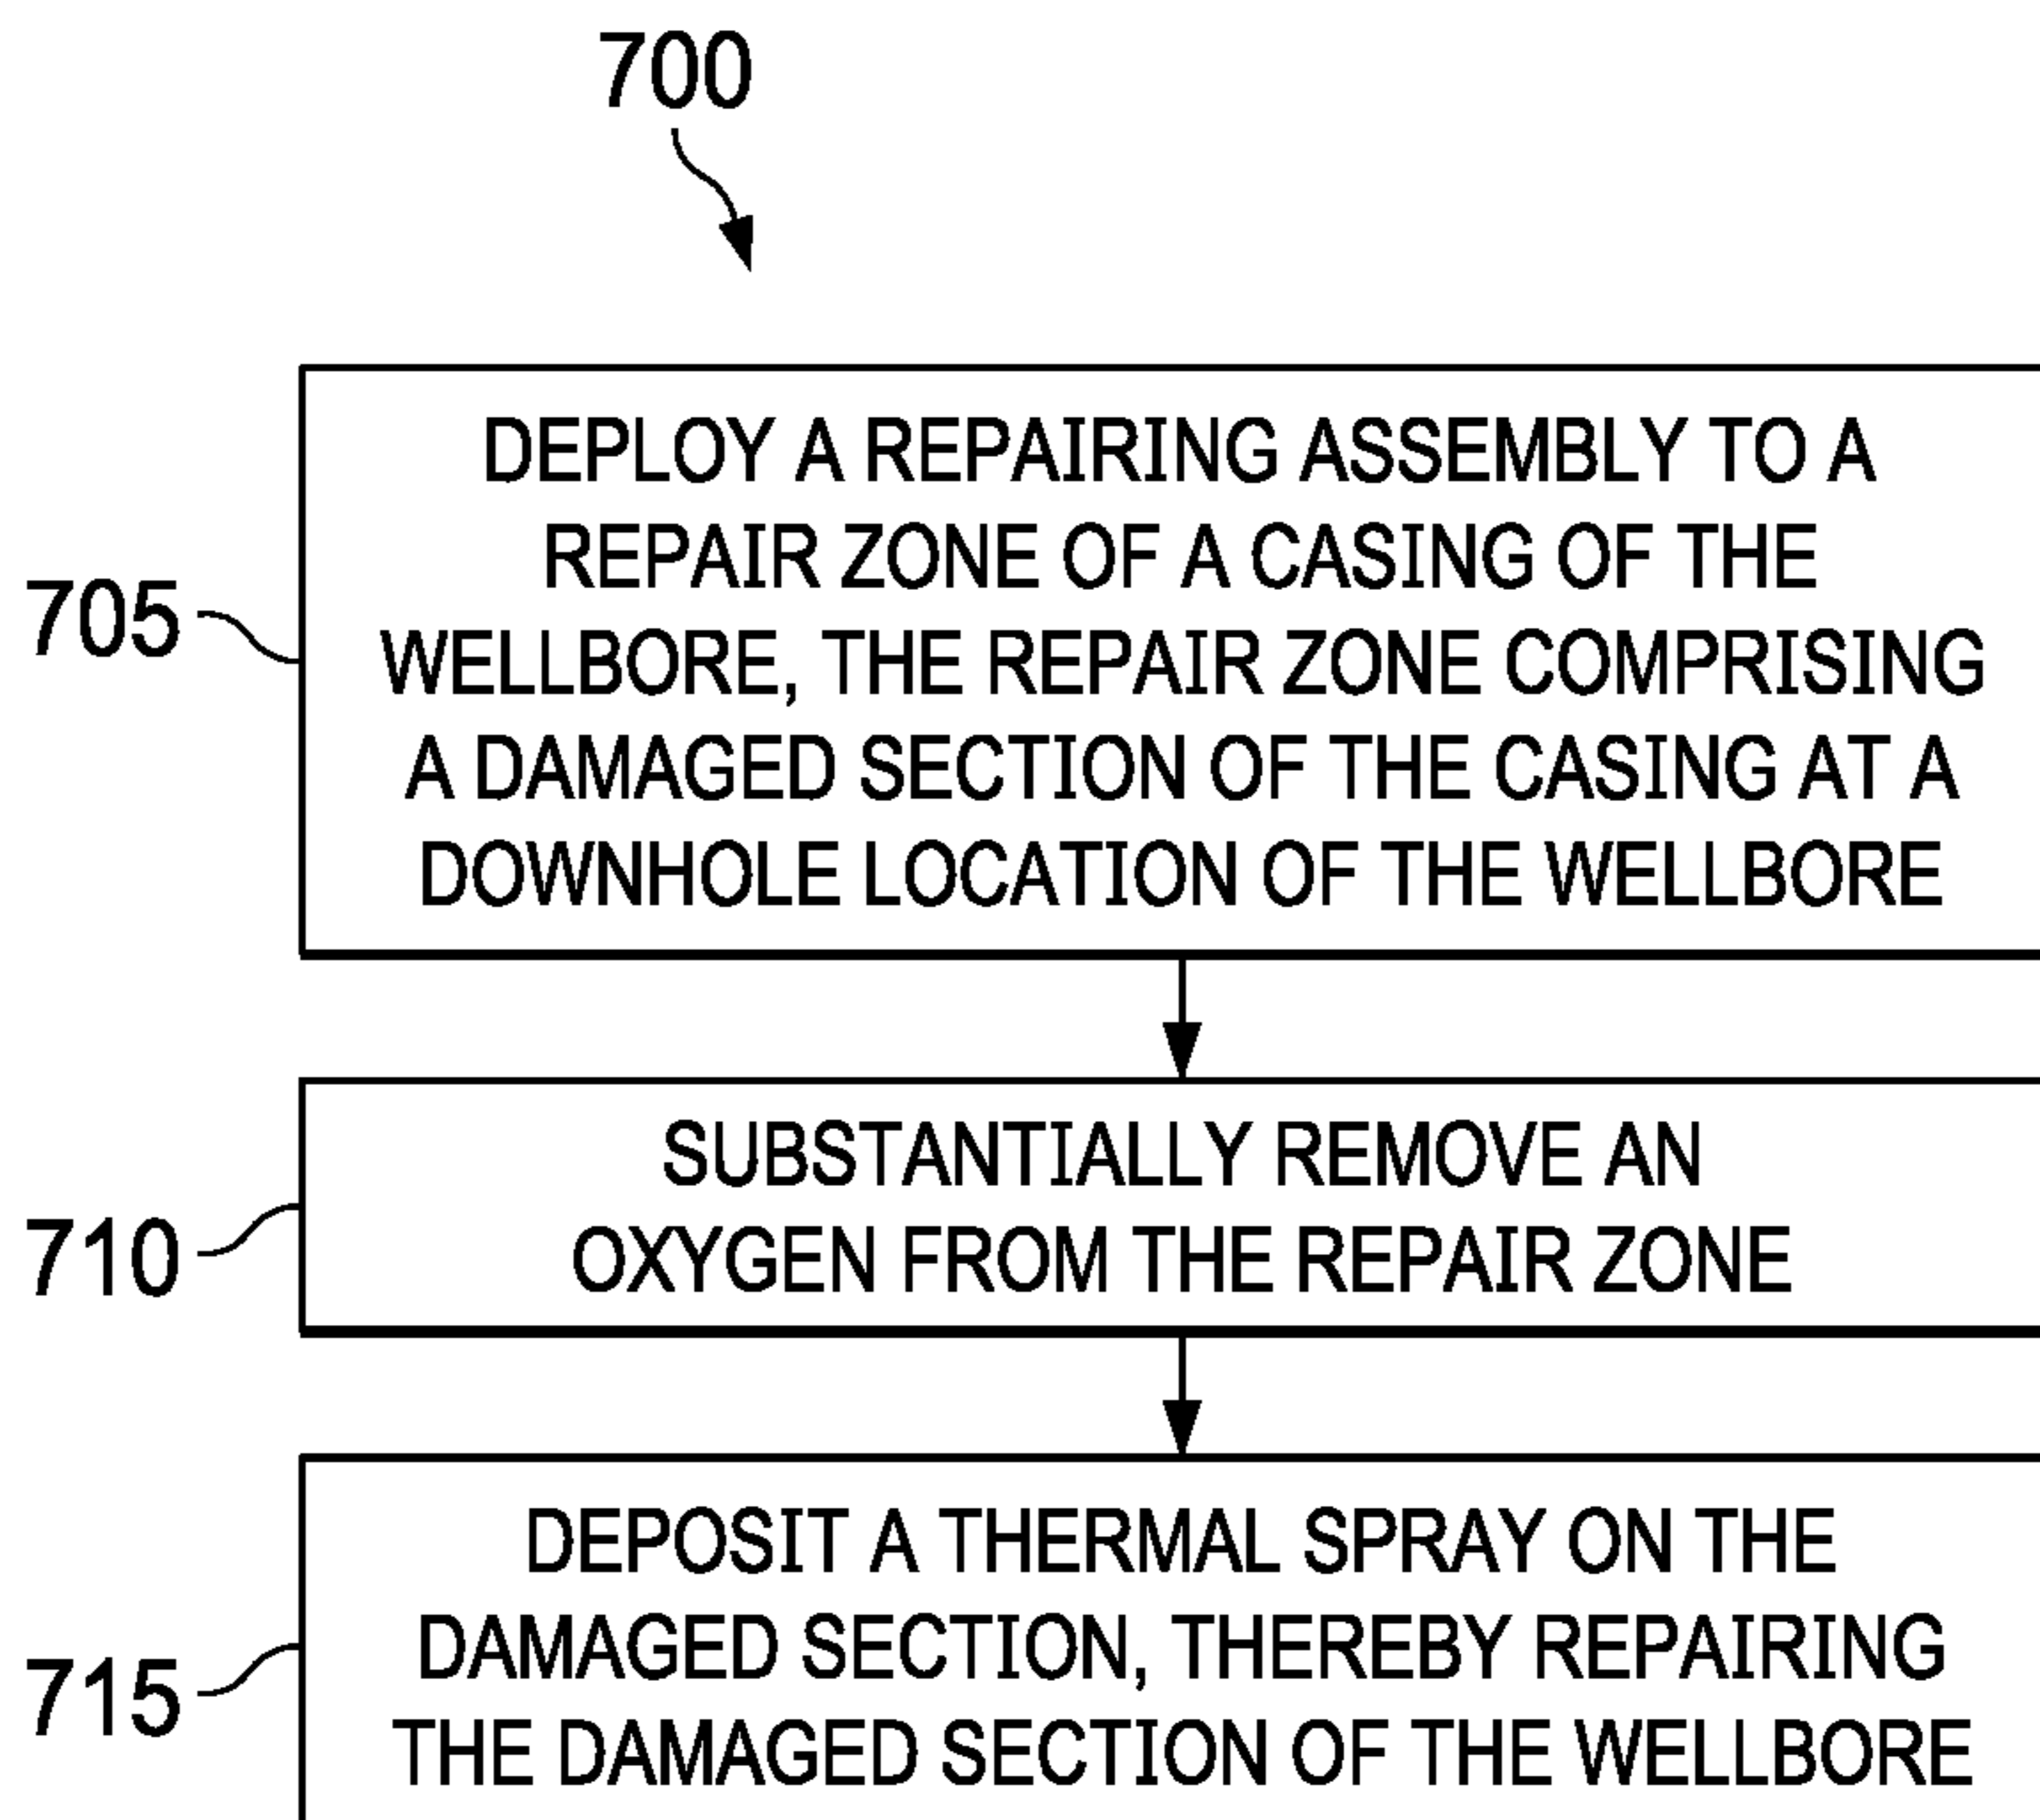 700
705
DEPLOY A REPAIRING ASSEMBLY TO A
REPAIR ZONE OF A CASING OF THE
WELLBORE, THE REPAIR ZONE COMPRISING
A DAMAGED SECTION OF THE CASING AT A
DOWNHOLE LOCATION OF THE WELLBORE
710
SUBSTANTIALLY REMOVE AN
OXYGEN FROM THE REPAIR ZONE
715
DEPOSIT A THERMAL SPRAY ON THE
DAMAGED SECTION, THEREBY REPAIRING
THE DAMAGED SECTION OF THE WELLBORE